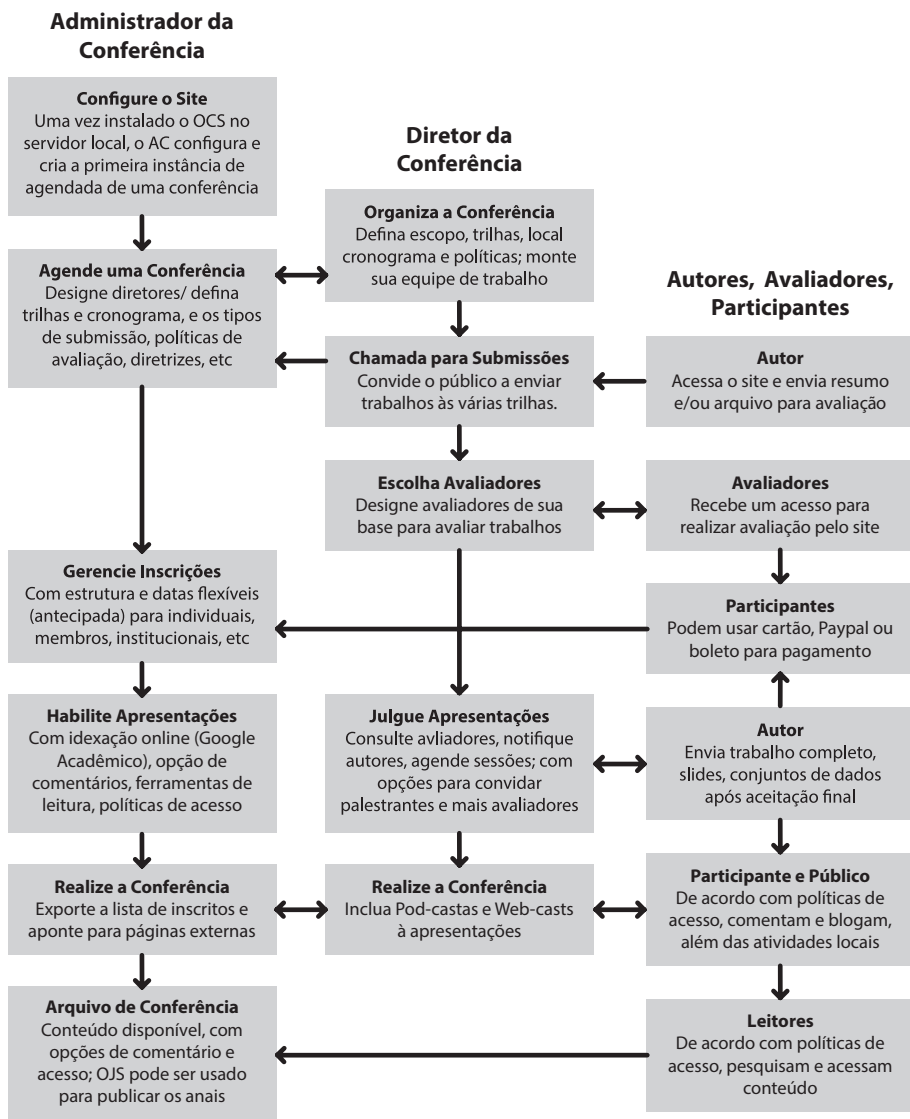 Administrador da
Conferência
Configure o Site
Uma vez instalado o OCS no
servidor local, o AC configura e
cria a primeira instância de
agendada de uma conferência
Agende uma Conferência
Designe diretores/ defina
trilhas e cronograma, e os tipos
de submissão, políticas de
avaliação, diretrizes, etc
Gerencie Inscrições
Com estrutura e datas flexíveis
(antecipada) para individuais,
membros, institucionais, etc
Habilite Apresentações
Com idexação online (Google
Acadêmico), opção de
comentários, ferramentas de
leitura, políticas de acesso
Realize a Conferência
Exporte a lista de inscritos e
aponte para páginas externas
Arquivo de Conferência
Conteúdo disponível, com
opções de comentário e
acesso; OJS pode ser usado
para publicar os anais
Diretor da
Conferência
Organiza a Conferência
Defina escopo, trilhas, local
cronograma e políticas; monte
sua equipe de trabalho
Chamada para Submissões
Convide o público a enviar
trabalhos às várias trilhas.
Escolha Avaliadores
Designe avaliadores de sua
base para avaliar trabalhos
Julgue Apresentações
Consulte avliadores, notifique
autores, agende sessões; com
opções para convidar
palestrantes e mais avaliadores
Realize a Conferência
Inclua Pod-castas e Web-casts
à apresentações
Autores, Avaliadores,
Participantes
Autor
Acessa o site e envia resumo
e/ou arquivo para avaliação
Avaliadores
Recebe um acesso para
realizar avaliação pelo site
Participantes
Podem usar cartão, Paypal ou
boleto para pagamento
Autor
Envia trabalho completo,
slides, conjuntos de dados
após aceitação final
Participante e Público
De acordo com políticas de
acesso, comentam e blogam,
além das atividades locais
Leitores
De acordo com políticas de
acesso, pesquisam e acessam
conteúdo